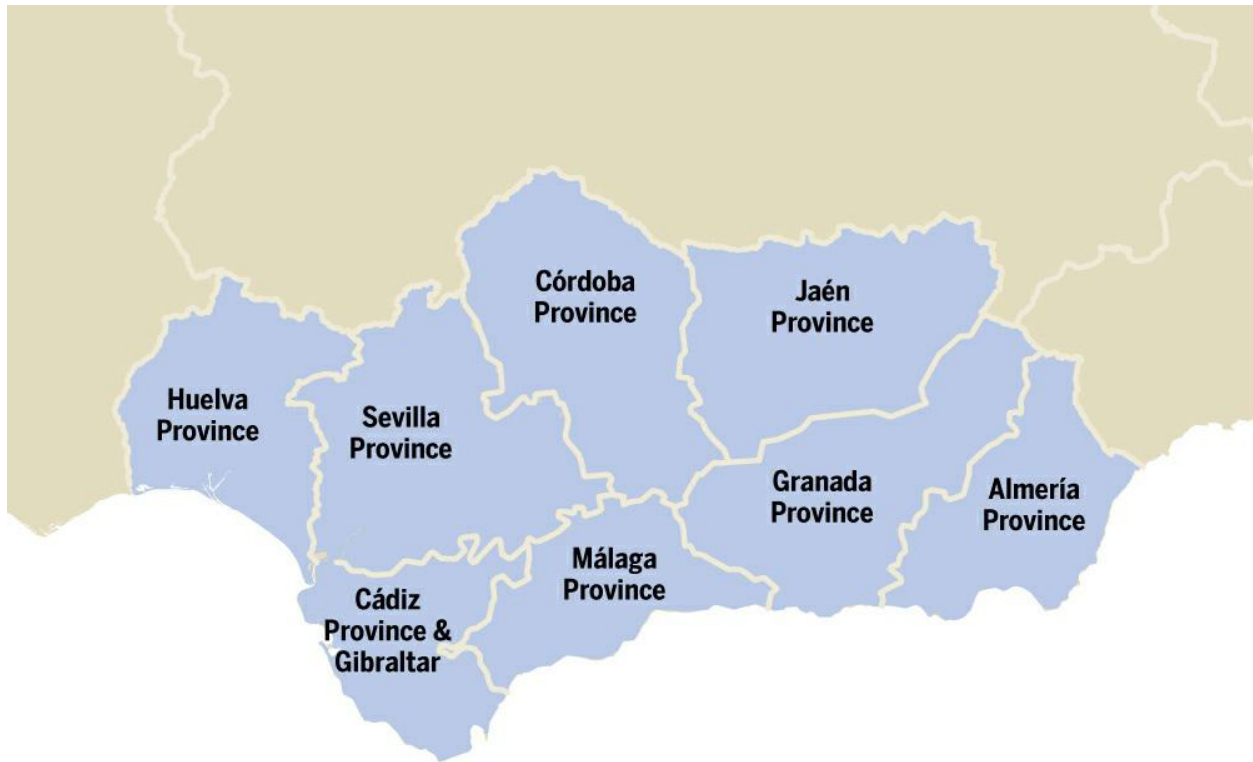 Córdoba
Province
Jaén
Province
Huelva
Province
Sevilla
Province
Granada
Province
Almería
Province
Málaga
Province
Cádiz
Province &
Gibraltar